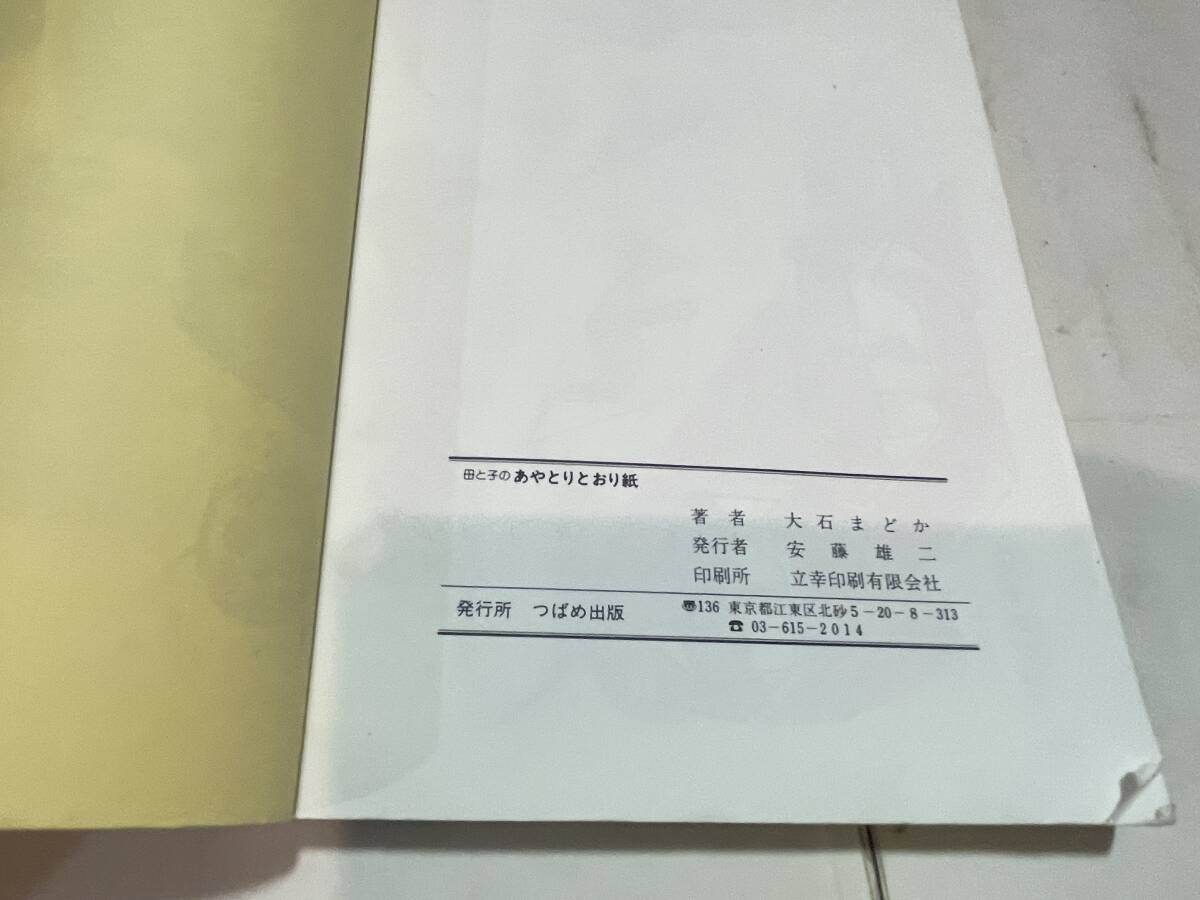 母と子の あやとりとおり紙
著者 大石まどか
発行者 安藤雄二
印刷所 立幸印刷有限会社
発行所 つばめ出版 〠136 東京都江東区北砂5-20-8-313
☎ 03-615-2014